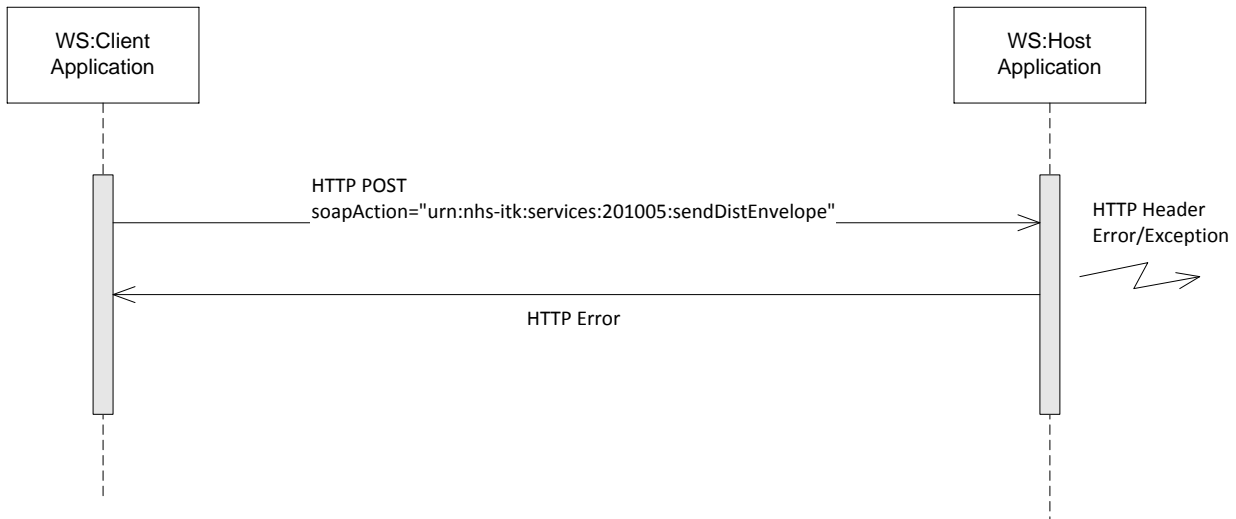 WS:Client
Application
WS:Host
Application
HTTP POST
soapAction="urn:nhs-itk:services:201005:sendDistEnvelope"
HTTP Header
Error/Exception
HTTP Error